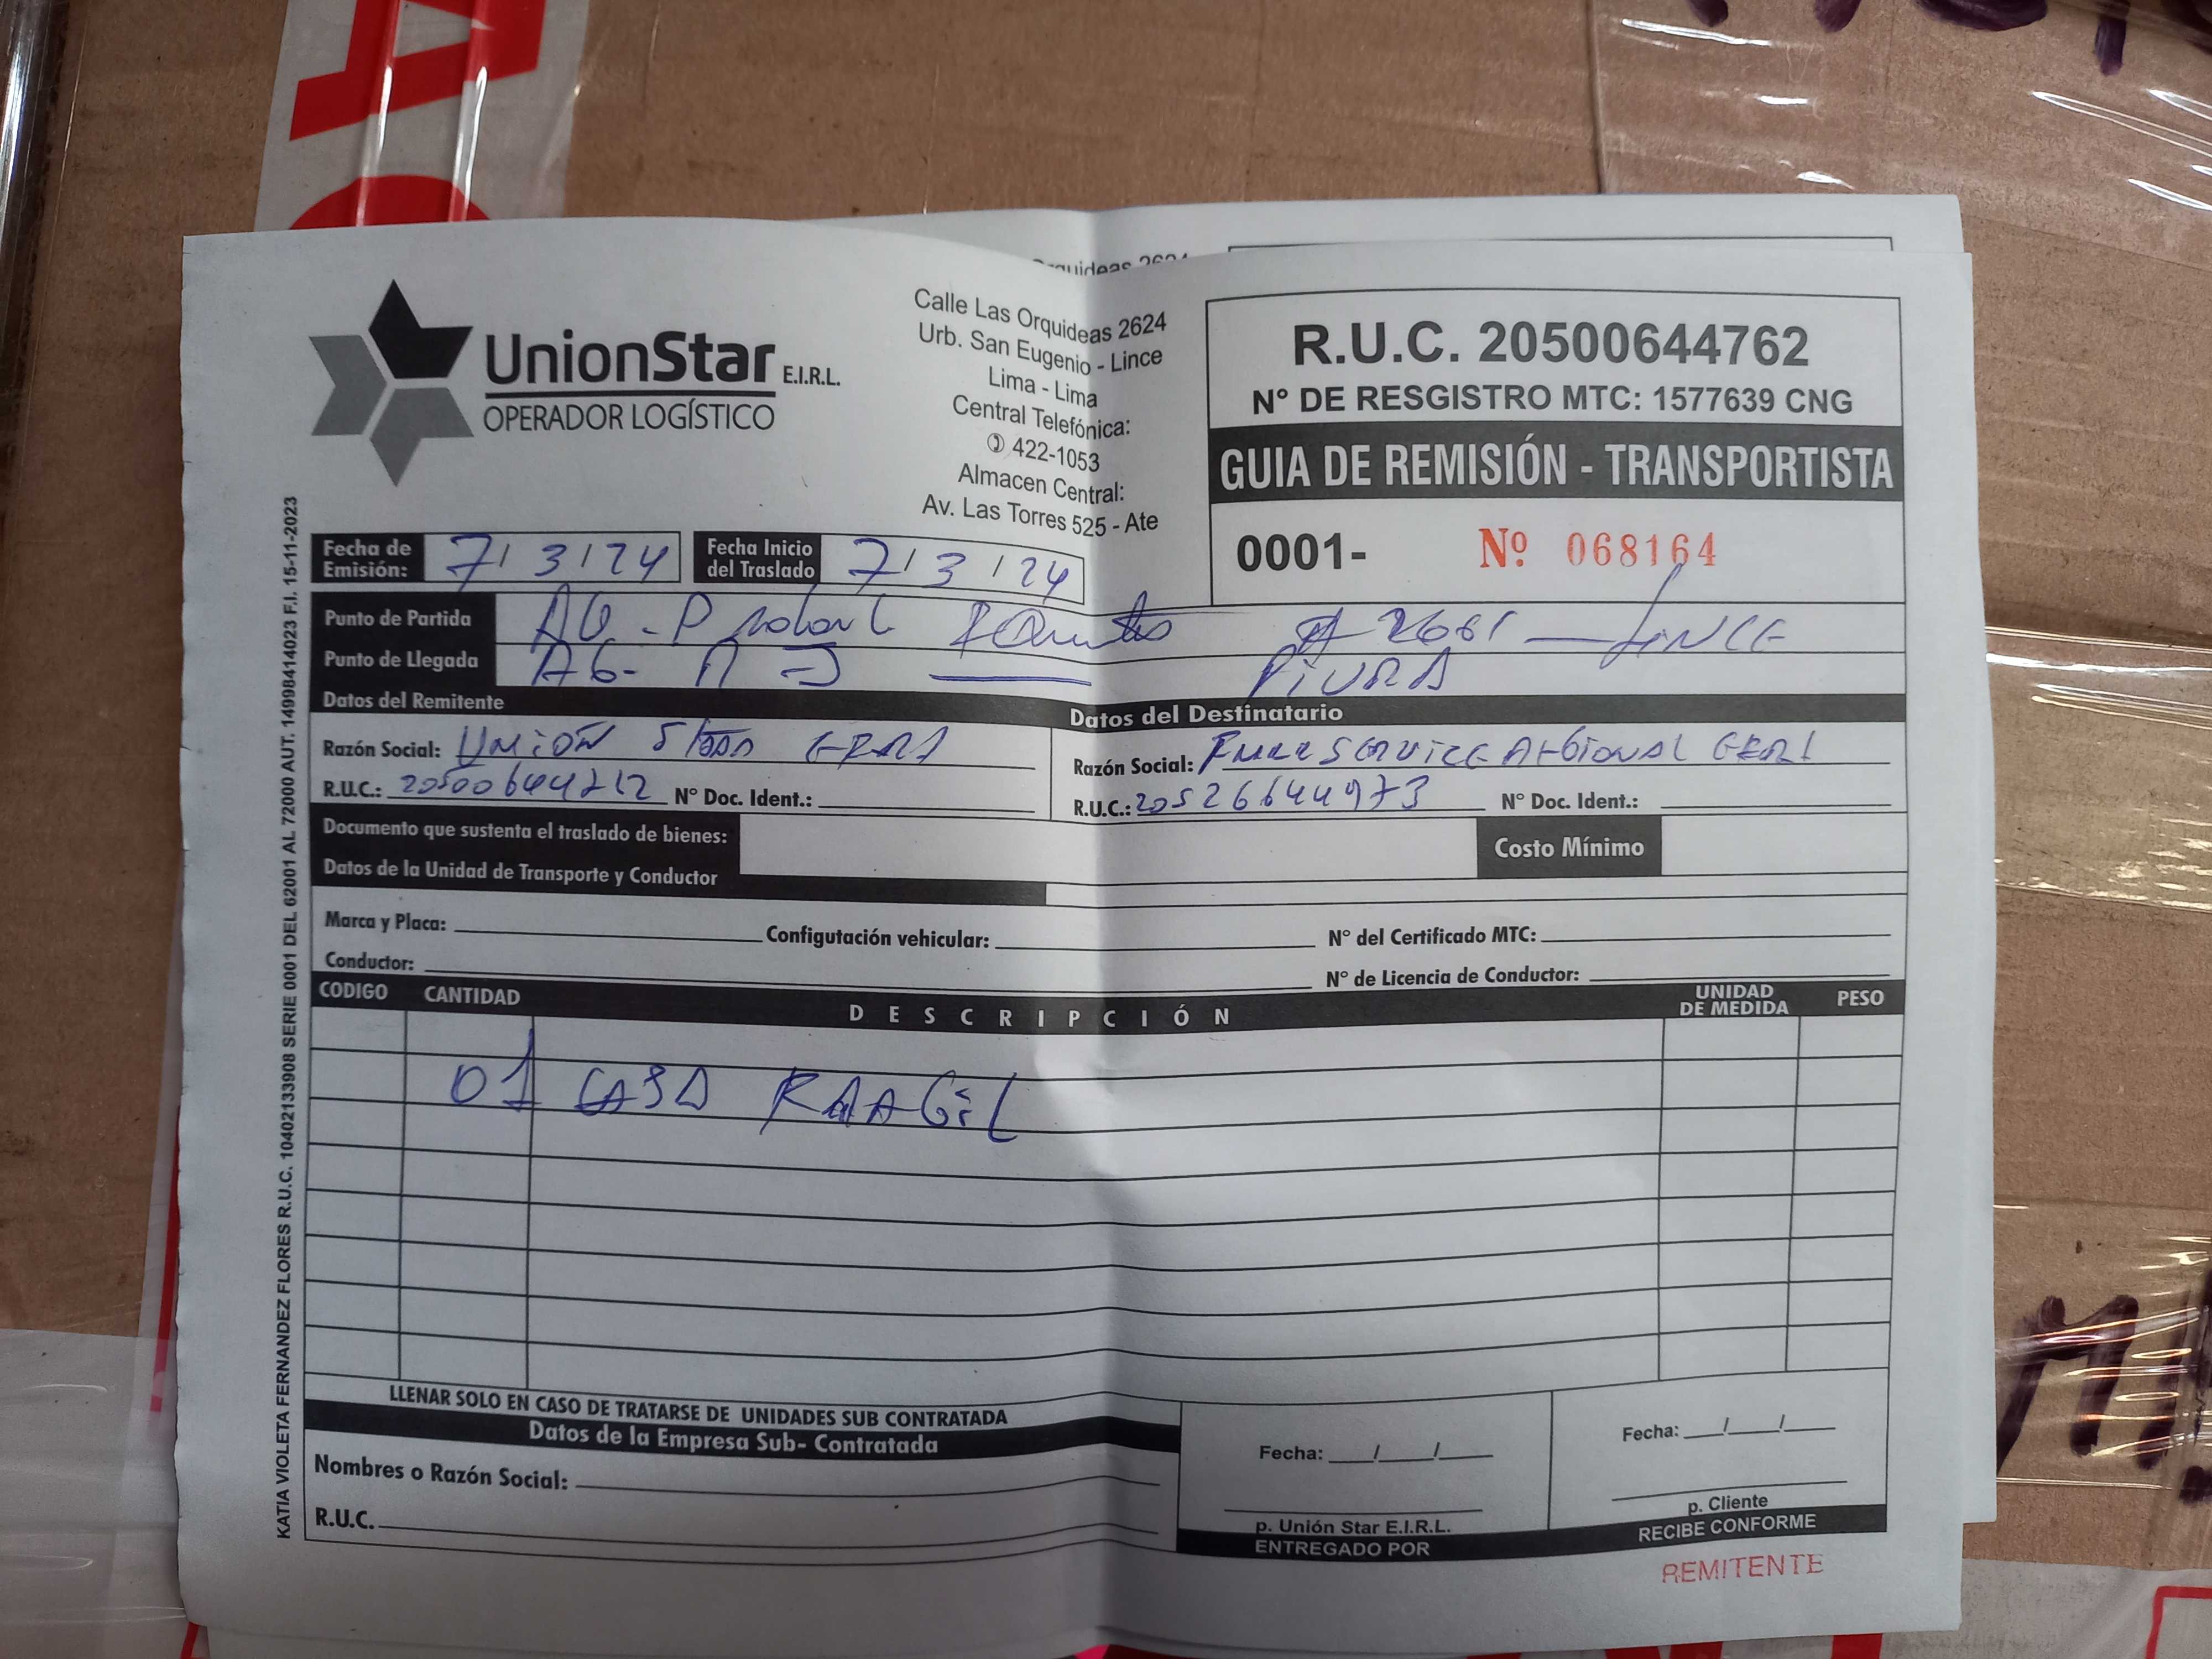 UnionStar E.I.R.L.
OPERADOR LOGÍSTICO
Calle Las Orquideas 2624
Urb. San Eugenio - Lince
Lima - Lima
Central Telefónica:
422-1053
Almacen Central:
Av. Las Torres 525 - Ate
R.U.C. 20500644762
N° DE RESGISTRO MTC: 1577639 CNG
GUIA DE REMISIÓN - TRANSPORTISTA
0001- Nº 068164
Fecha de Emisión: 7/3/24 Fecha Inicio del Traslado 7/3/24
Punto de Partida LINCE
Punto de Llegada PIURA
Datos del Remitente
Datos del Destinatario
Razón Social: UNION
R.U.C.: N° Doc. Ident.:
Razón Social: REGIONAL
R.U.C.: 20526644973 N° Doc. Ident.:
Documento que sustenta el traslado de bienes:
Costo Mínimo
Datos de la Unidad de Transporte y Conductor
Marca y Placa: Configutación vehicular: N° del Certificado MTC:
Conductor: N° de Licencia de Conductor:
CODIGO CANTIDAD DESCRIPCIÓN UNIDAD DE MEDIDA PESO
01
LLENAR SOLO EN CASO DE TRATARSE DE UNIDADES SUB CONTRATADA
Datos de la Empresa Sub- Contratada
Nombres o Razón Social:
R.U.C.
Fecha: / /
p. Unión Star E.I.R.L.
ENTREGADO POR
Fecha: / /
p. Cliente
RECIBE CONFORME
REMITENTE
KATIA VIOLETA FERNANDEZ FLORES R.U.C. 10402133908 SERIE 0001 DEL 62001 AL 72000 AUT. 14998414023 F.I. 15-11-2023